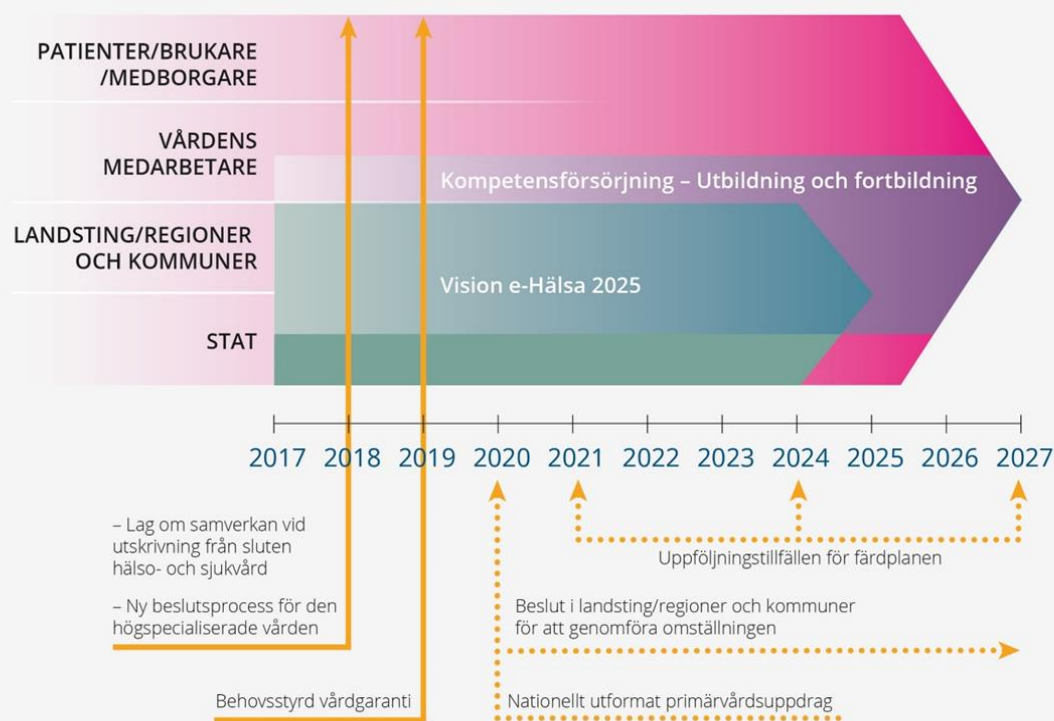 PATIENTER/BRUKARE
/MEDBORGARE
VÅRDENS
MEDARBETARE
Kompetensförsörjning – Utbildning och fortbildning
LANDSTING/REGIONER
OCH KOMMUNER
Vision e-Hälsa 2025
STAT
2017 2018 2019 2020 2021 2022 2023 2024 2025 2026 2027
– Lag om samverkan vid
utskrivning från sluten
hälso- och sjukvård
– Ny beslutsprocess för den
högspecialiserade vården
Behovsstyrd vårdgaranti
Uppföljningstillfällen för färdplanen
Beslut i landsting/regioner och kommuner
för att genomföra omställningen
Nationellt utformat primärvårdsuppdrag